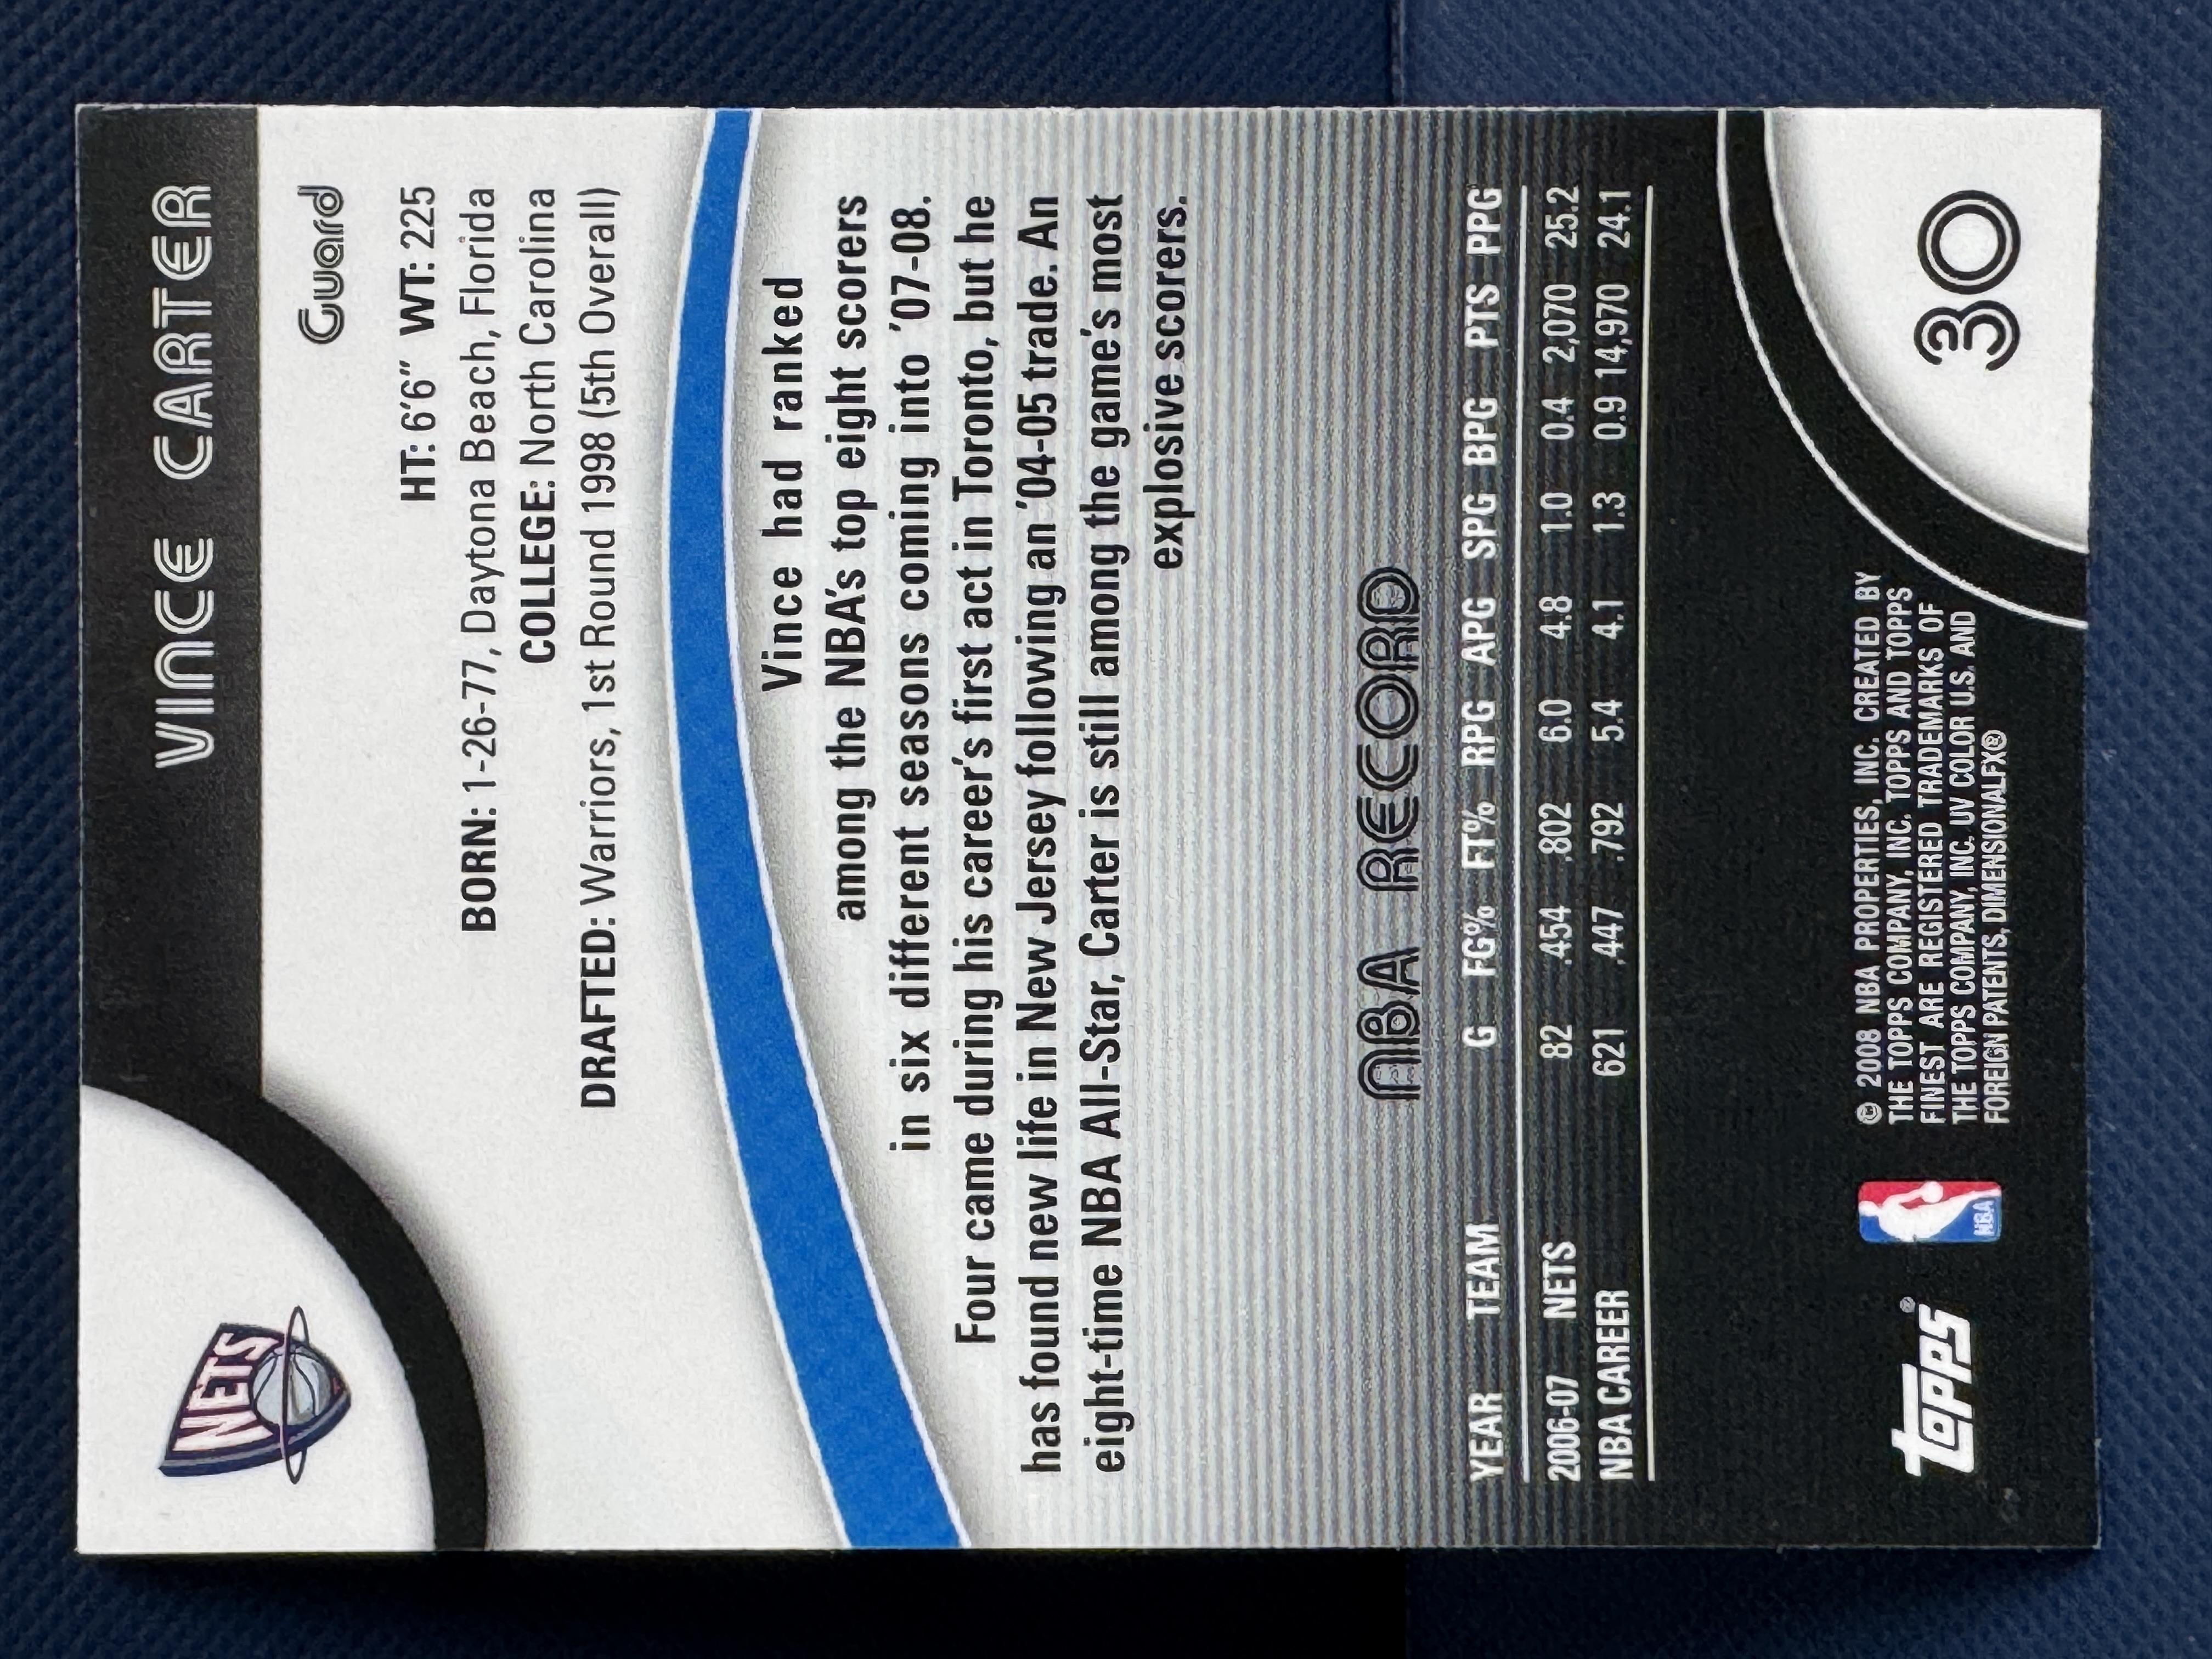 NETS
VINCE CARTER
Guard
HT: 6'6" WT: 225
BORN: 1-26-77, Daytona Beach, Florida
COLLEGE: North Carolina
DRAFTED: Warriors, 1st Round 1998 (5th Overall)
Vince had ranked
among the NBA's top eight scorers
in six different seasons coming into '07-08.
Four came during his career's first act in Toronto, but he
has found new life in New Jersey following an '04-05 trade. An
eight-time NBA All-Star, Carter is still among the game's most
explosive scorers.
NBA RECORD
YEAR TEAM G FG% FT% RPG APG SPG BPG PTS PPG
2006-07 NETS 82 .454 .802 6.0 4.8 1.0 0.4 2,070 25.2
NBA CAREER 621 .447 .792 5.4 4.1 1.3 0.9 14,970 24.1
topps®
NBA
© 2008 NBA PROPERTIES, INC. CREATED BY
THE TOPPS COMPANY, INC. TOPPS AND TOPPS
FINEST ARE REGISTERED TRADEMARKS OF
THE TOPPS COMPANY, INC. UV COLOR U.S. AND
FOREIGN PATENTS, DIMENSIONALFX®
30